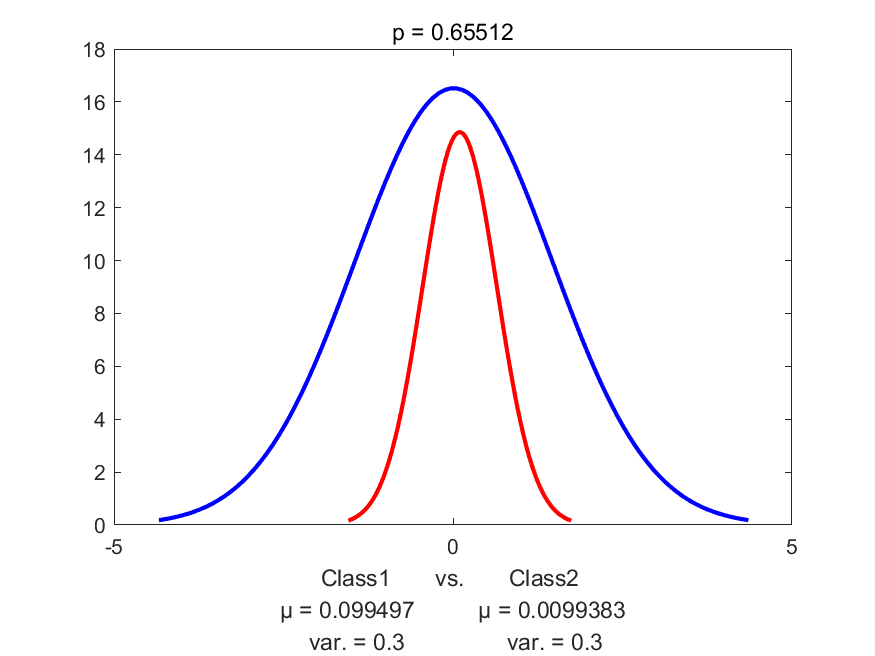 p = 0.65512
18
16
14
12
10
8
6
4
2
0
-5 0 5
Class1 vs. Class2
μ = 0.099497 μ = 0.0099383
var. = 0.3 var. = 0.3